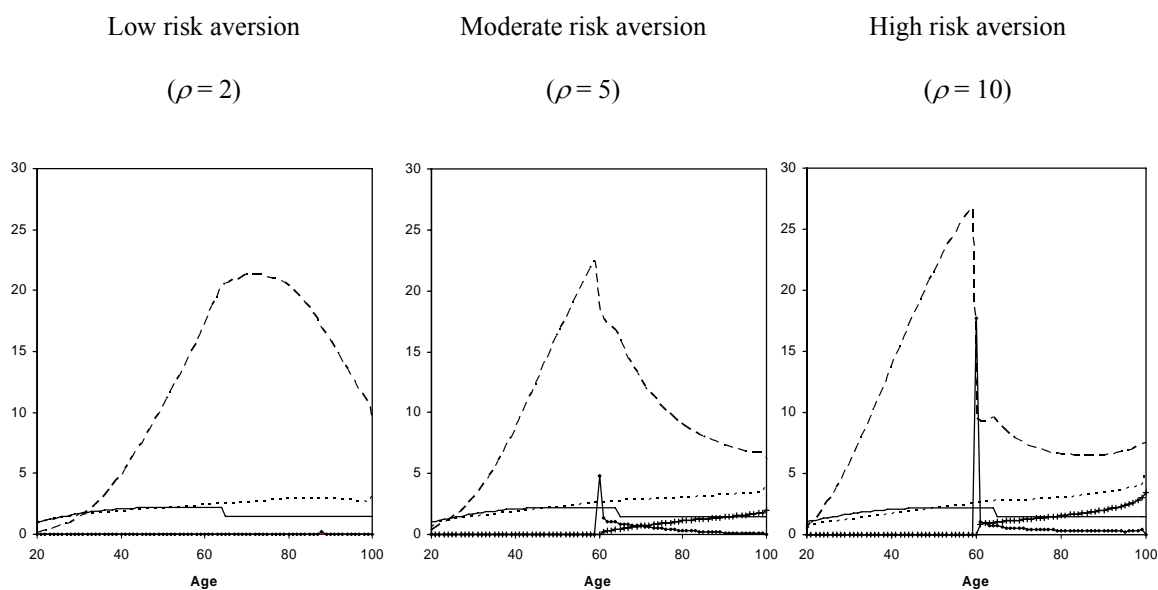 Low risk aversion Moderate risk aversion High risk aversion
(ρ = 2) (ρ = 5) (ρ = 10)
30 30 30
25 25 25
20 20 20
15 15 15
10 10 10
5 5 5
0 0 0
20 40 60 80 100 20 40 60 80 100 20 40 60 80 100
Age Age Age